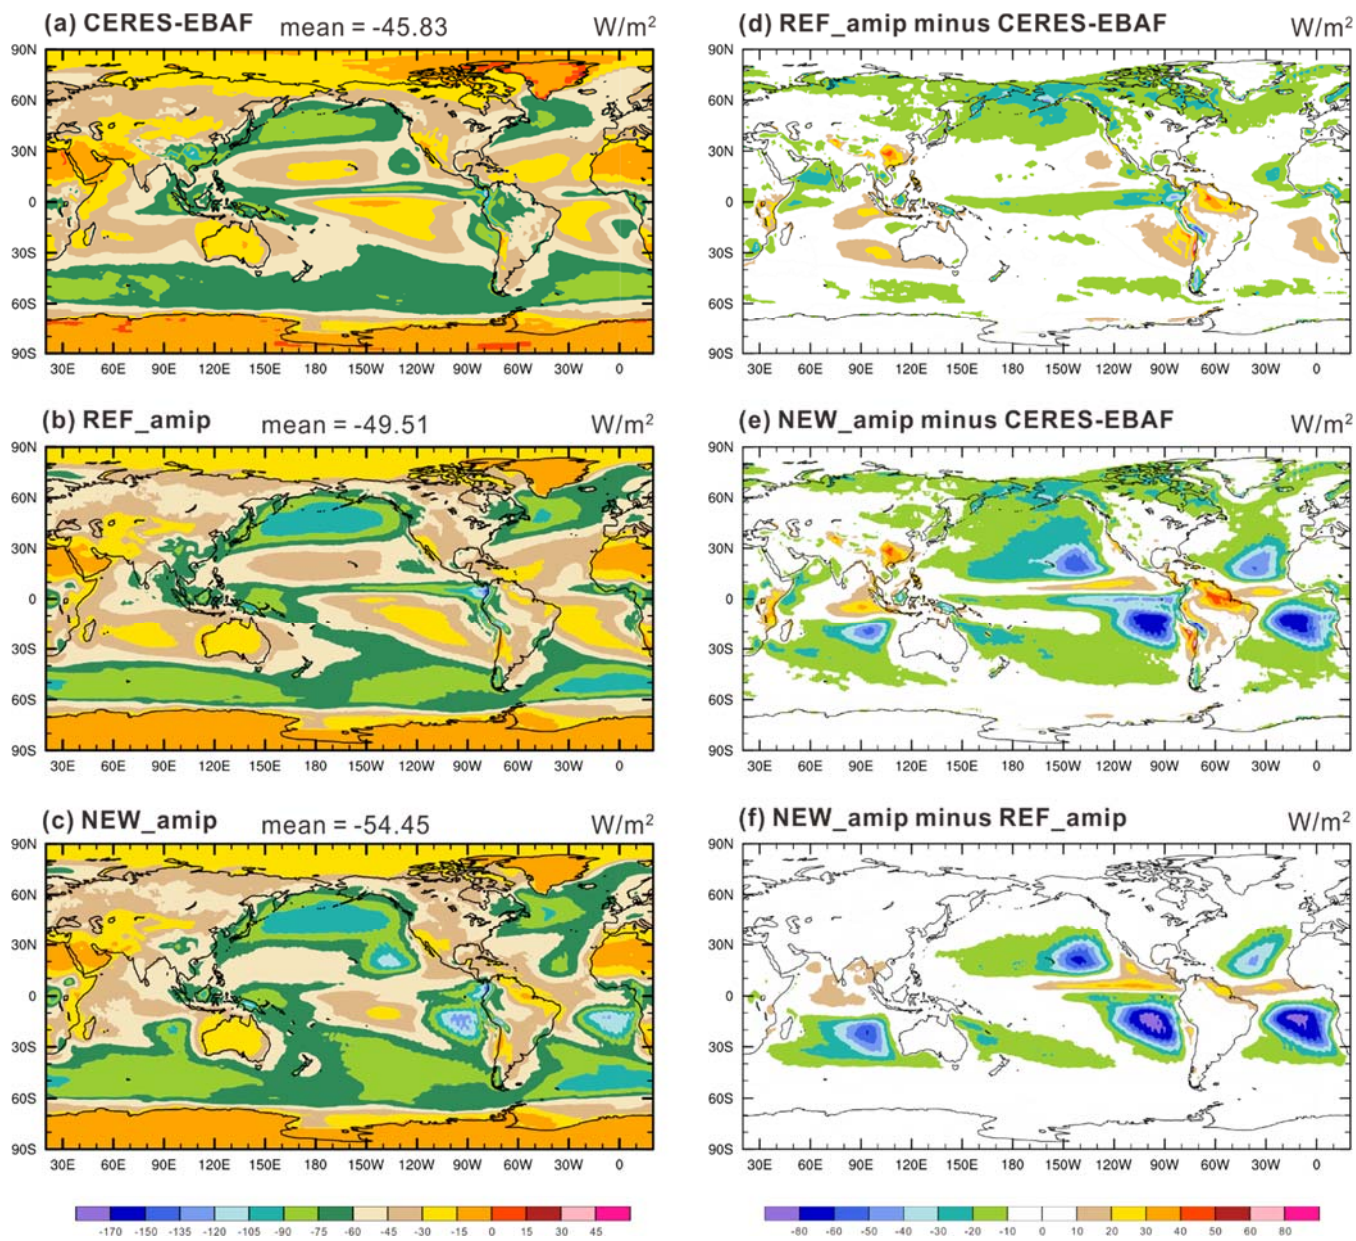 (a) CERES-EBAF mean = -45.83 W/m²
90N
60N
30N
0
30S
60S
90S
30E 60E 90E 120E 150E 180 150W 120W 90W 60W 30W 0
(d) REF_amip minus CERES-EBAF W/m²
90N
60N
30N
0
30S
60S
90S
30E 60E 90E 120E 150E 180 150W 120W 90W 60W 30W 0
(b) REF_amip mean = -49.51 W/m²
90N
60N
30N
0
30S
60S
90S
30E 60E 90E 120E 150E 180 150W 120W 90W 60W 30W 0
(e) NEW_amip minus CERES-EBAF W/m²
90N
60N
30N
0
30S
60S
90S
30E 60E 90E 120E 150E 180 150W 120W 90W 60W 30W 0
(c) NEW_amip mean = -54.45 W/m²
90N
60N
30N
0
30S
60S
90S
30E 60E 90E 120E 150E 180 150W 120W 90W 60W 30W 0
(f) NEW_amip minus REF_amip W/m²
90N
60N
30N
0
30S
60S
90S
30E 60E 90E 120E 150E 180 150W 120W 90W 60W 30W 0
-170 -150 -135 -120 -105 -90 -75 -60 -45 -30 -15 0 15 30 45
-80 -60 -50 -40 -30 -20 -10 0 10 20 30 40 50 60 80